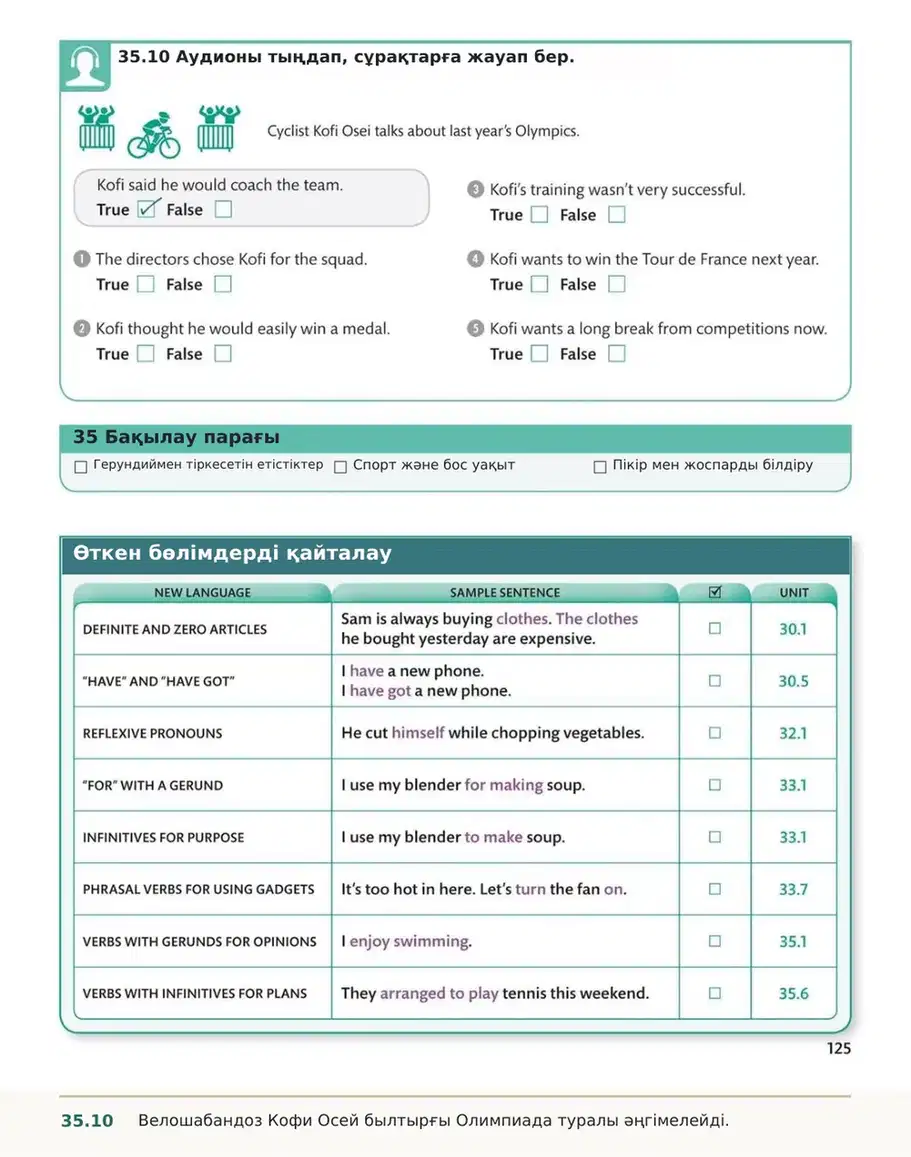 35.10 Аудионы тыңдап, сұрақтарға жауап бер.
Cyclist Kofi Osei talks about last year's Olympics.
Kofi said he would coach the team.
True False
1 The directors chose Kofi for the squad.
True False
2 Kofi thought he would easily win a medal.
True False
3 Kofi's training wasn't very successful.
True False
4 Kofi wants to win the Tour de France next year.
True False
5 Kofi wants a long break from competitions now.
True False
35 Бақылау парағы
Герундиймен тіркесетін етістіктер Спорт және бос уақыт Пікір мен жоспарды білдіру
Өткен бөлімдерді қайталау
NEW LANGUAGE SAMPLE SENTENCE UNIT
DEFINITE AND ZERO ARTICLES
Sam is always buying clothes. The clothes
he bought yesterday are expensive.
30.1
"HAVE" AND "HAVE GOT"
I have a new phone.
I have got a new phone.
30.5
REFLEXIVE PRONOUNS He cut himself while chopping vegetables. 32.1
"FOR" WITH A GERUND I use my blender for making soup. 33.1
INFINITIVES FOR PURPOSE I use my blender to make soup. 33.1
PHRASAL VERBS FOR USING GADGETS It's too hot in here. Let's turn the fan on. 33.7
VERBS WITH GERUNDS FOR OPINIONS I enjoy swimming. 35.1
VERBS WITH INFINITIVES FOR PLANS They arranged to play tennis this weekend. 35.6
125
35.10 Велошабандоз Кофи Осей былтырғы Олимпиада туралы әңгімелейді.